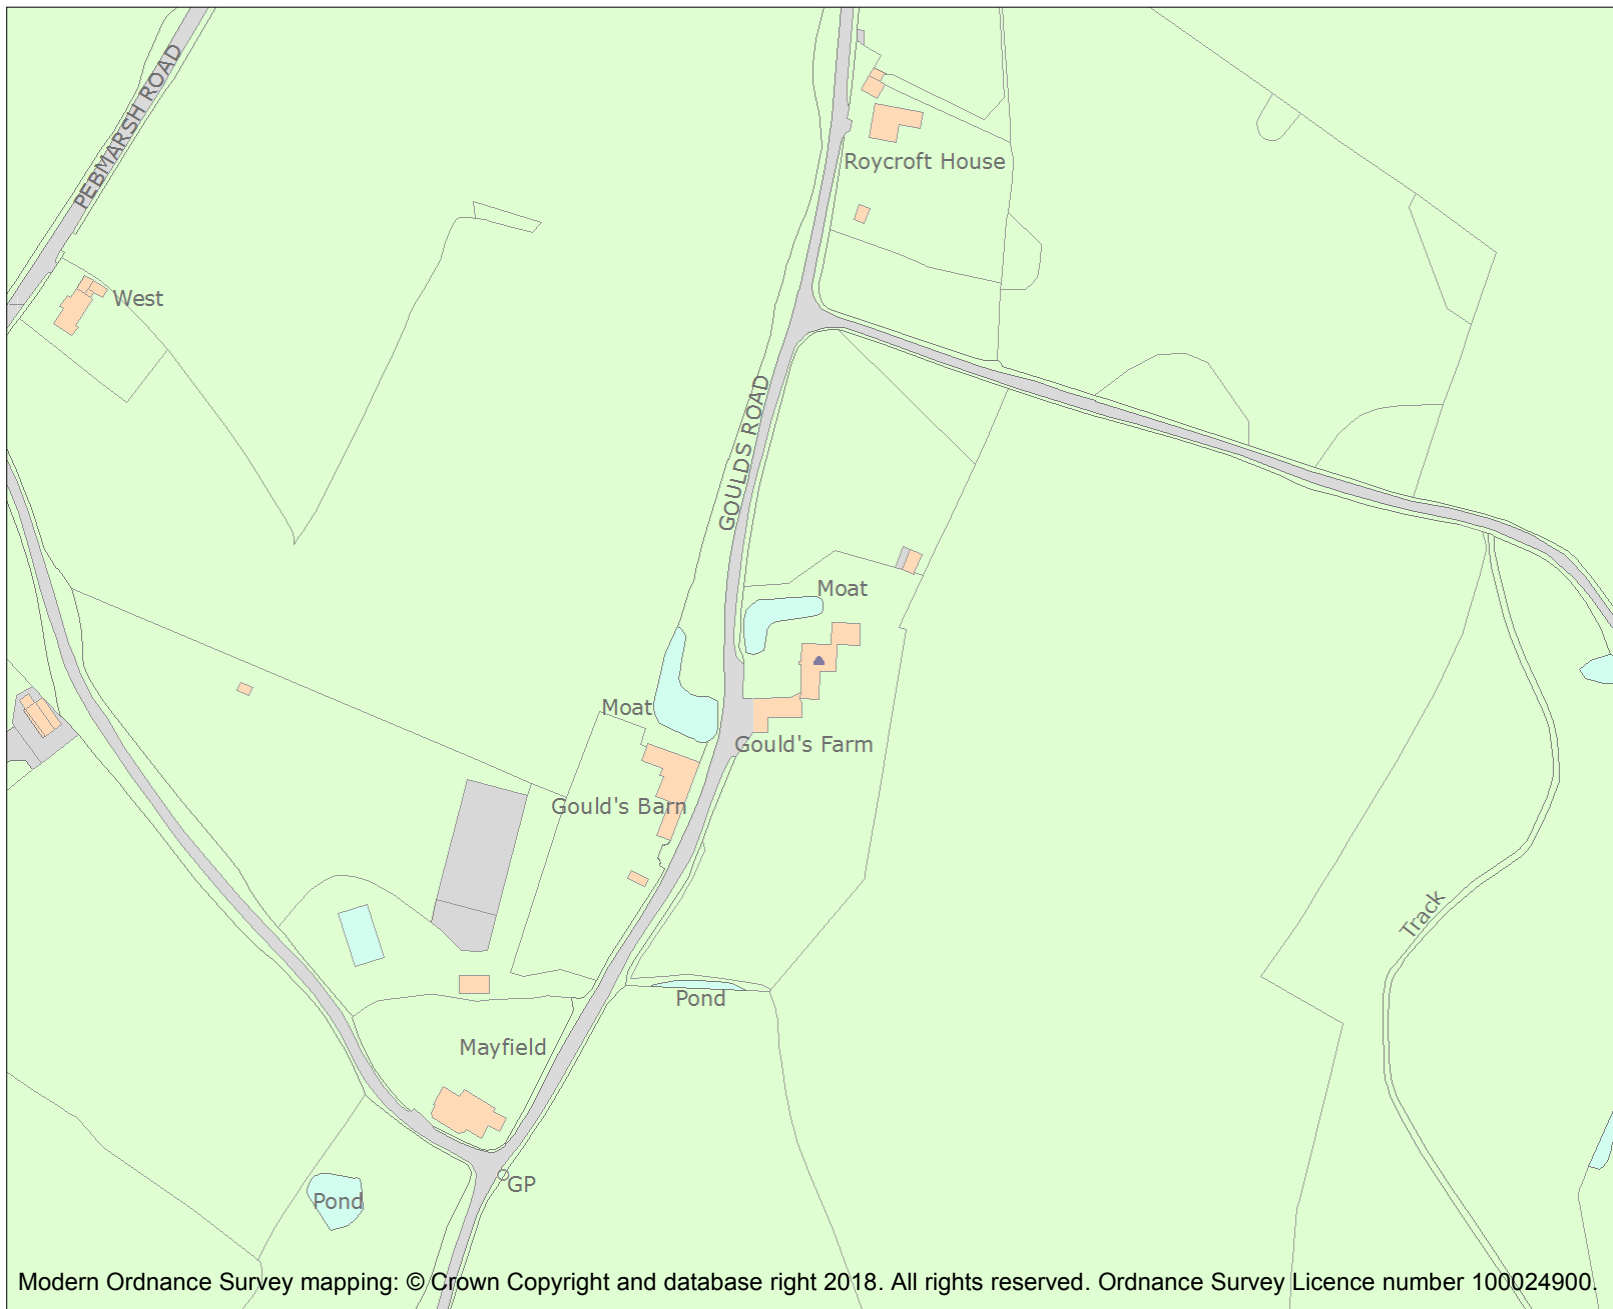 PEBMARSH ROAD
Roycroft House
West
GOULDS ROAD
Moat
Moat
Gould's Farm
Gould's Barn
Track
Pond
Mayfield
GP
Pond
Modern Ordnance Survey mapping: © Crown Copyright and database right 2018. All rights reserved. Ordnance Survey Licence number 100024900.